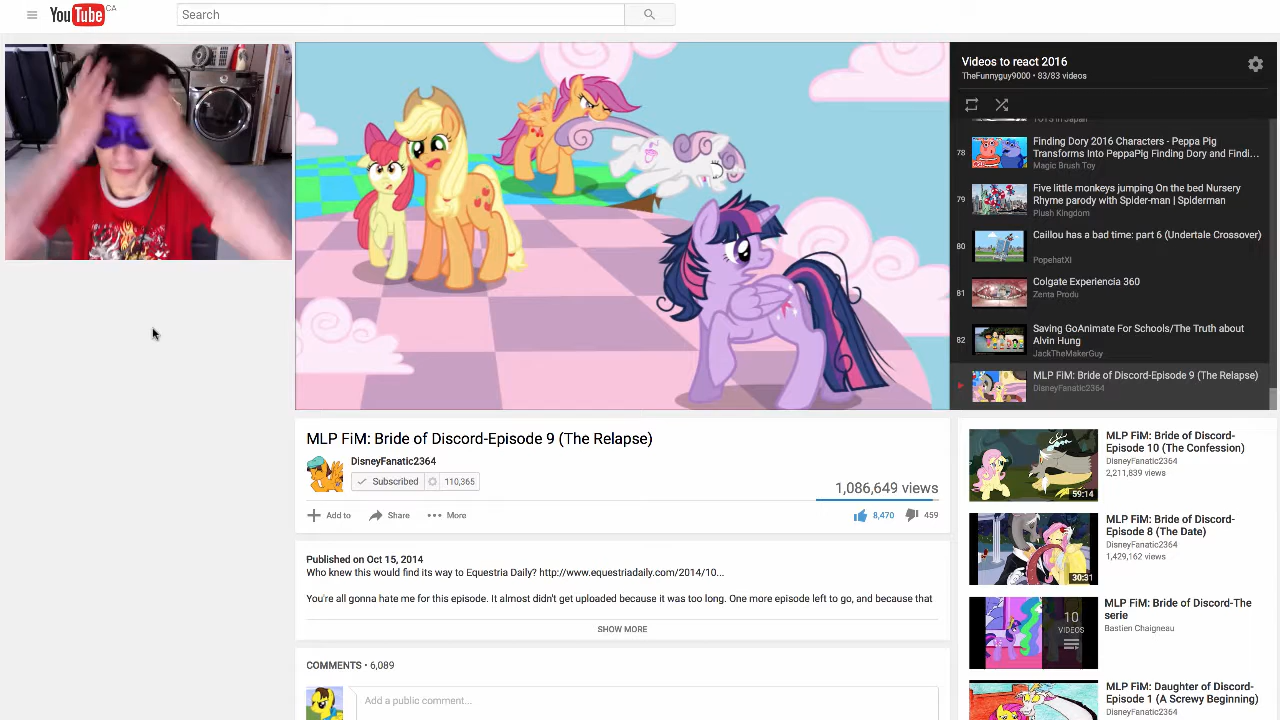 YouTube CA
Search
Videos to react 2016
TheFunnyguy9000 • 83/83 videos
TOYS in Japan
78
Finding Dory 2016 Characters - Peppa Pig
Transforms Into PeppaPig Finding Dory and Findi...
Magic Brush Toy
79
Five little monkeys jumping On the bed Nursery
Rhyme parody with Spider-man | Spiderman
Plush Kingdom
80
Caillou has a bad time: part 6 (Undertale Crossover)
PopehatXI
81
Colgate Experiencia 360
Zenta Produ
82
Saving GoAnimate For Schools/The Truth about
Alvin Hung
JackTheMakerGuy
MLP FiM: Bride of Discord-Episode 9 (The Relapse)
DisneyFanatic2364
MLP FiM: Bride of Discord-Episode 9 (The Relapse)
DisneyFanatic2364
Subscribed 110,365
1,086,649 views
Add to Share More
8,470 459
Published on Oct 15, 2014
Who knew this would find its way to Equestria Daily? http://www.equestriadaily.com/2014/10...
You're all gonna hate me for this episode. It almost didn't get uploaded because it was too long. One more episode left to go, and because that
SHOW MORE
COMMENTS • 6,089
Add a public comment...
MLP FiM: Bride of Discord-
Episode 10 (The Confession)
DisneyFanatic2364
2,211,839 views
59:14
MLP FiM: Bride of Discord-
Episode 8 (The Date)
DisneyFanatic2364
1,429,162 views
30:31
MLP FiM: Bride of Discord-The
serie
Bastien Chaigneau
10
VIDEOS
MLP FiM: Daughter of Discord-
Episode 1 (A Screwy Beginning)
DisneyFanatic2364